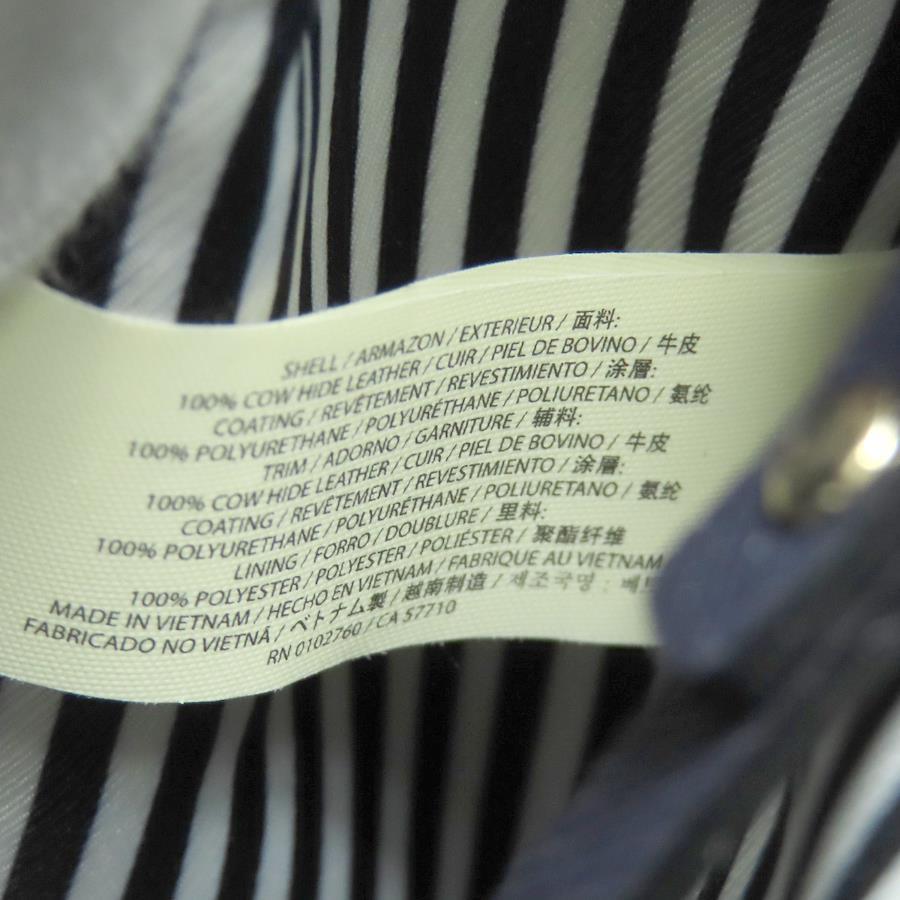 SHELL / ARMAZON / EXTERIEUR / 面料:
100% COW HIDE LEATHER / CUIR / PIEL DE BOVINO / 牛皮
COATING / REVÊTEMENT / REVESTIMIENTO / 涂層:
100% POLYURETHANE / POLYURÉTHANE / POLIURETANO / 氨纶
TRIM / ADORNO / GARNITURE / 辅料:
100% COW HIDE LEATHER / CUIR / PIEL DE BOVINO / 牛皮
COATING / REVÊTEMENT / REVESTIMIENTO / 涂層:
100% POLYURETHANE / POLYURÉTHANE / POLIURETANO / 氨纶
LINING / FORRO / DOUBLURE / 里料:
100% POLYESTER / POLYESTER / POLIÉSTER / 聚酯纤维
MADE IN VIETNAM / HECHO EN VIETNAM / FABRIQUE AU VIETNAM
FABRICADO NO VIETNÃ / ベトナム製 / 越南制造 / 제조국명 : 베트
RN 0102760 / CA 57710